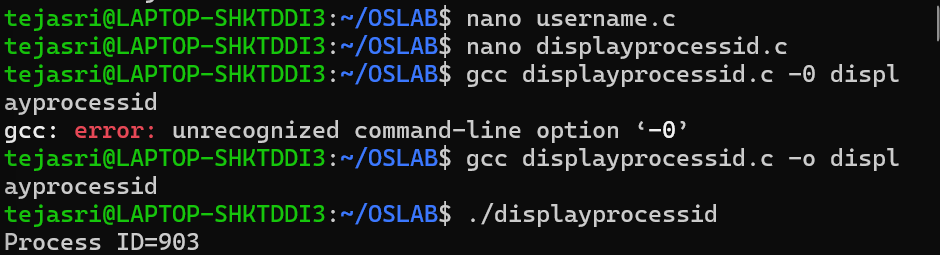 tejasri@LAPTOP-SHKTDDI3:~/OSLAB$ nano username.c
tejasri@LAPTOP-SHKTDDI3:~/OSLAB$ nano displayprocessid.c
tejasri@LAPTOP-SHKTDDI3:~/OSLAB$ gcc displayprocessid.c -0 displ
ayprocessid
gcc: error: unrecognized command-line option ‘-0’
tejasri@LAPTOP-SHKTDDI3:~/OSLAB$ gcc displayprocessid.c -o displ
ayprocessid
tejasri@LAPTOP-SHKTDDI3:~/OSLAB$ ./displayprocessid
Process ID=903